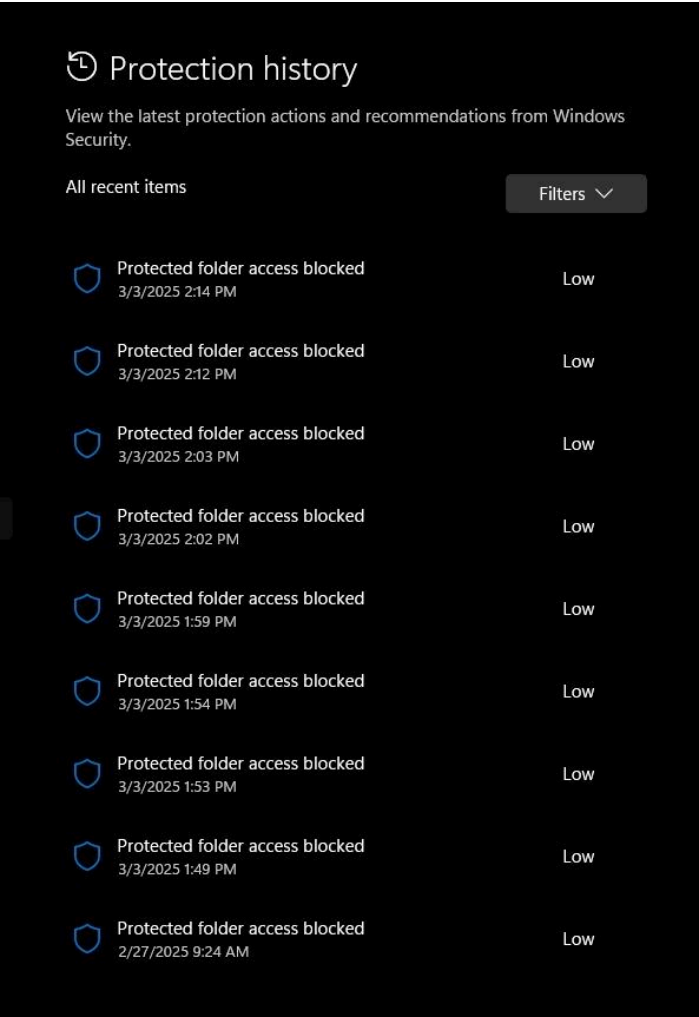 Protection history
View the latest protection actions and recommendations from Windows
Security.
All recent items
Filters
Protected folder access blocked
Low
3/3/2025 2:14 PM
Protected folder access blocked
Low
3/3/2025 2:12 PM
Protected folder access blocked
Low
3/3/2025 2:03 PM
Protected folder access blocked
Low
3/3/2025 2:02 PM
Protected folder access blocked
Low
3/3/2025 1:59 PM
Protected folder access blocked
Low
3/3/2025 1:54 PM
Protected folder access blocked
Low
3/3/2025 1:53 PM
Protected folder access blocked
Low
3/3/2025 1:49 PM
Protected folder access blocked
Low
2/27/2025 9:24 AM